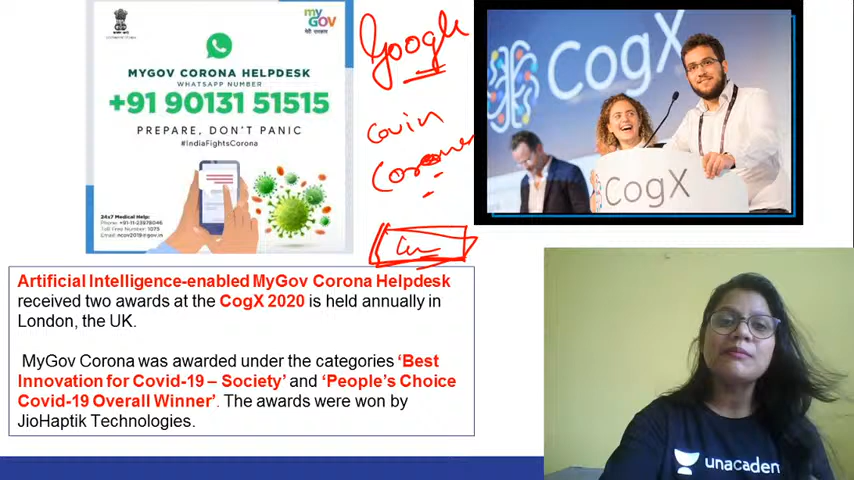 my
GOV
मेरी सरकार
MYGOV CORONA HELPDESK
WHATSAPP NUMBER
+91 90131 51515
PREPARE, DON'T PANIC
#IndiaFightsCorona
24x7 Medical Help:
Phone: +91-11-23978046
Toll Free Number: 1075
Email: ncov2019@gov.in
Google
CogX
CogX
Artificial Intelligence-enabled MyGov Corona Helpdesk
received two awards at the CogX 2020 is held annually in
London, the UK.
MyGov Corona was awarded under the categories ‘Best
Innovation for Covid-19 – Society’ and ‘People’s Choice
Covid-19 Overall Winner’. The awards were won by
JioHaptik Technologies.
unacaden